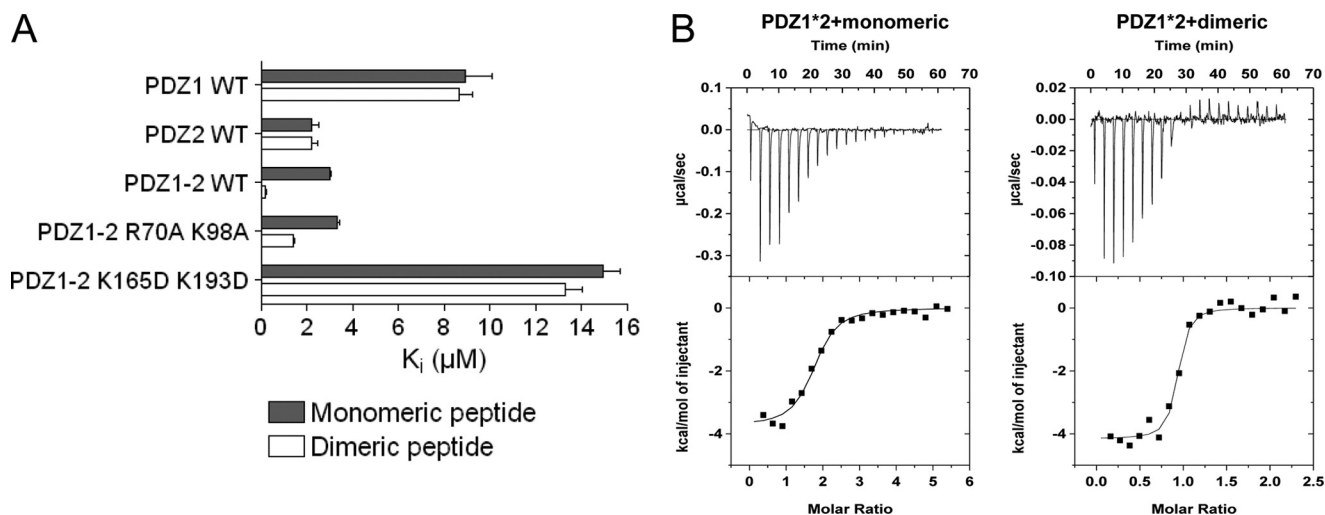 A
PDZ1 WT
PDZ2 WT
PDZ1-2 WT
PDZ1-2 R70A K98A
PDZ1-2 K165D K193D
0 2 4 6 8 10 12 14 16
Ki (µM)
Monomeric peptide
Dimeric peptide
B
PDZ1*2+monomeric
Time (min)
0 10 20 30 40 50 60 70
0.1
0.0
-0.1
-0.2
-0.3
µcal/sec
0
-2
-4
kcal/mol of injectant
0 1 2 3 4 5 6
Molar Ratio
PDZ1*2+dimeric
Time (min)
0 10 20 30 40 50 60 70
0.02
0.00
-0.02
-0.04
-0.06
-0.08
-0.10
µcal/sec
0
-2
-4
kcal/mol of injectant
0.0 0.5 1.0 1.5 2.0 2.5
Molar Ratio